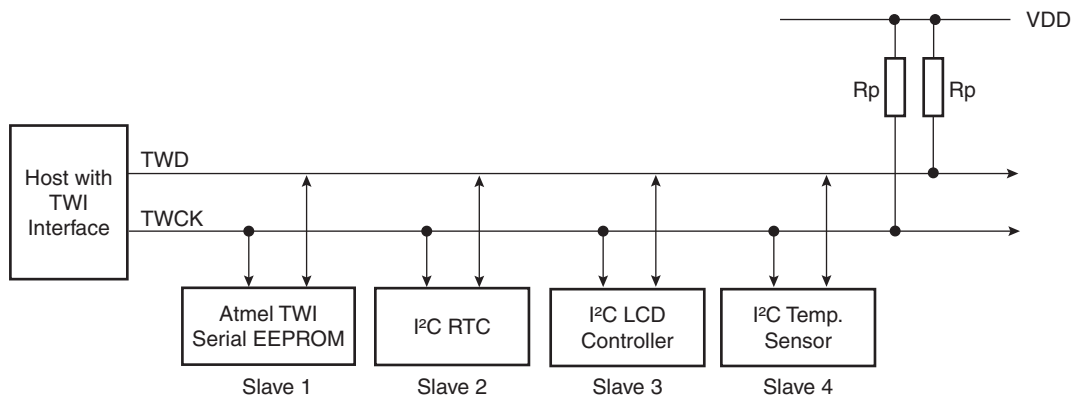 VDD
Rp
Rp
Host with
TWI
Interface
TWD
TWCK
Atmel TWI
Serial EEPROM
Slave 1
I²C RTC
Slave 2
I²C LCD
Controller
Slave 3
I²C Temp.
Sensor
Slave 4